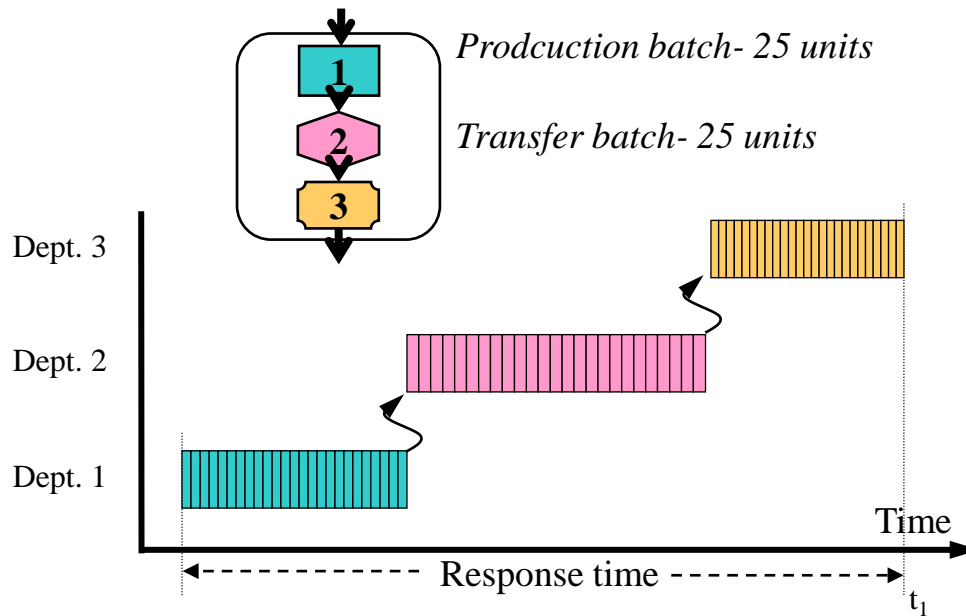 Prodcuction batch- 25 units
1
2
Transfer batch- 25 units
3
Dept. 3
Dept. 2
Dept. 1
Time
Response time
t1